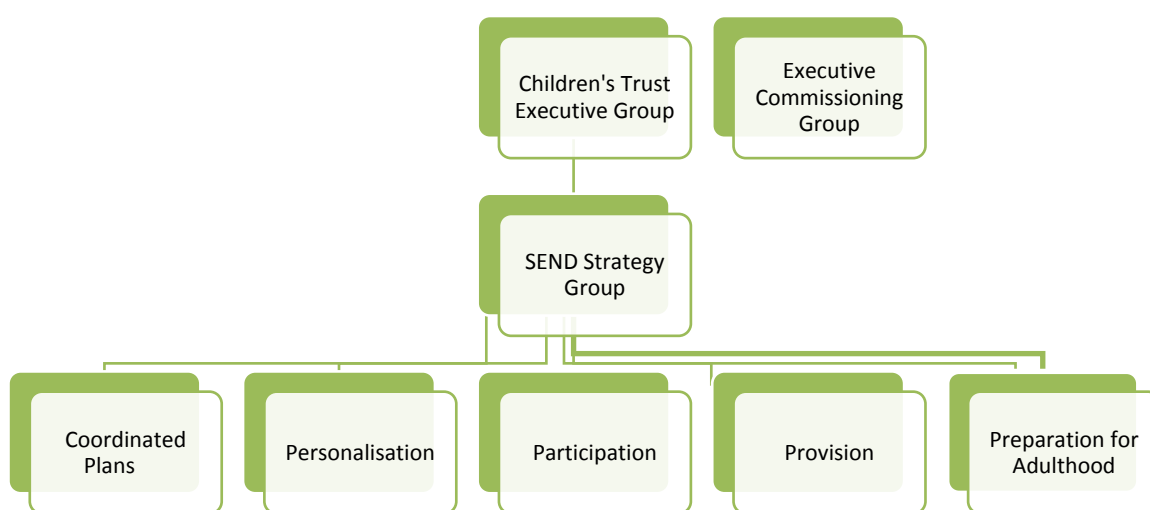 Children's Trust
Executive Group
Executive
Commissioning
Group
SEND Strategy
Group
Coordinated
Plans
Personalisation
Participation
Provision
Preparation for
Adulthood